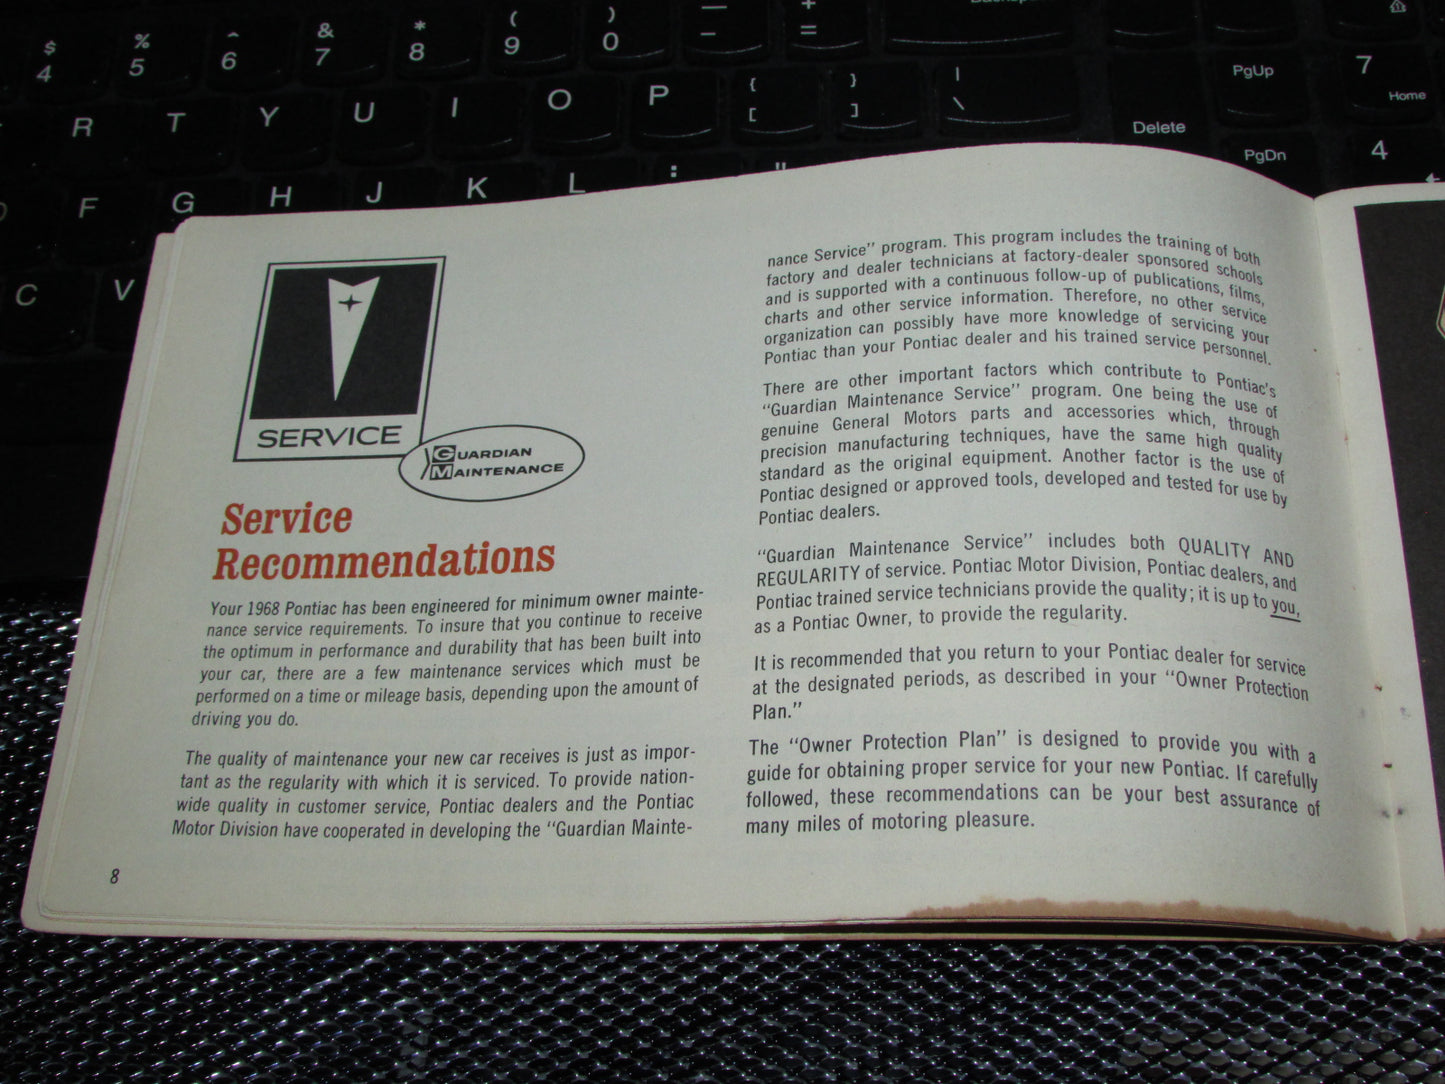 $ % ^ & * ( ) — +
4 5 6 7 8 9 0 – =
R T Y U I O P { [ } ] | \ PgUp 7 Home
Delete
F G H J K L : " PgDn 4
C V
SERVICE
GUARDIAN
MAINTENANCE
Service
Recommendations
Your 1968 Pontiac has been engineered for minimum owner mainte-
nance service requirements. To insure that you continue to receive
the optimum in performance and durability that has been built into
your car, there are a few maintenance services which must be
performed on a time or mileage basis, depending upon the amount of
driving you do.
The quality of maintenance your new car receives is just as impor-
tant as the regularity with which it is serviced. To provide nation-
wide quality in customer service, Pontiac dealers and the Pontiac
Motor Division have cooperated in developing the "Guardian Mainte-
8
nance Service" program. This program includes the training of both
factory and dealer technicians at factory-dealer sponsored schools
and is supported with a continuous follow-up of publications, films,
charts and other service information. Therefore, no other service
organization can possibly have more knowledge of servicing your
Pontiac than your Pontiac dealer and his trained service personnel.
There are other important factors which contribute to Pontiac's
"Guardian Maintenance Service" program. One being the use of
genuine General Motors parts and accessories which, through
precision manufacturing techniques, have the same high quality
standard as the original equipment. Another factor is the use of
Pontiac designed or approved tools, developed and tested for use by
Pontiac dealers.
"Guardian Maintenance Service" includes both QUALITY AND
REGULARITY of service. Pontiac Motor Division, Pontiac dealers, and
Pontiac trained service technicians provide the quality; it is up to you,
as a Pontiac Owner, to provide the regularity.
It is recommended that you return to your Pontiac dealer for service
at the designated periods, as described in your "Owner Protection
Plan."
The "Owner Protection Plan" is designed to provide you with a
guide for obtaining proper service for your new Pontiac. If carefully
followed, these recommendations can be your best assurance of
many miles of motoring pleasure.